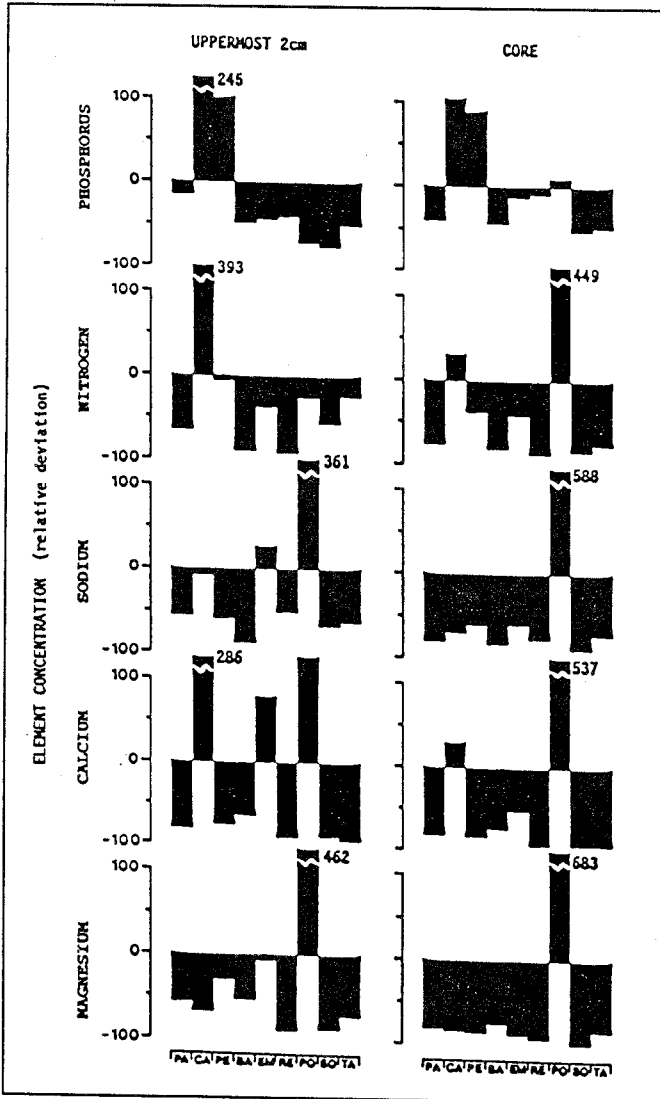 UPPERMOST 2cm
CORE
ELEMENT CONCENTRATION (relative deviation)
PHOSPHORUS
100
0
-100
245
NITROGEN
100
0
-100
393
449
SODIUM
100
0
-100
361
588
CALCIUM
100
0
-100
286
537
MAGNESIUM
100
0
-100
462
683
PA CA PE BA EM RE PO SO TA
PA CA PE BA EM RE PO SO TA